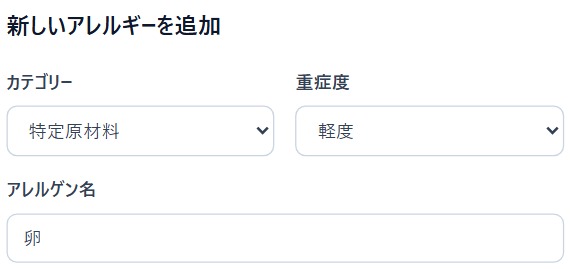 新しいアレルギーを追加
カテゴリー 重症度
特定原材料 軽度
アレルゲン名
卵